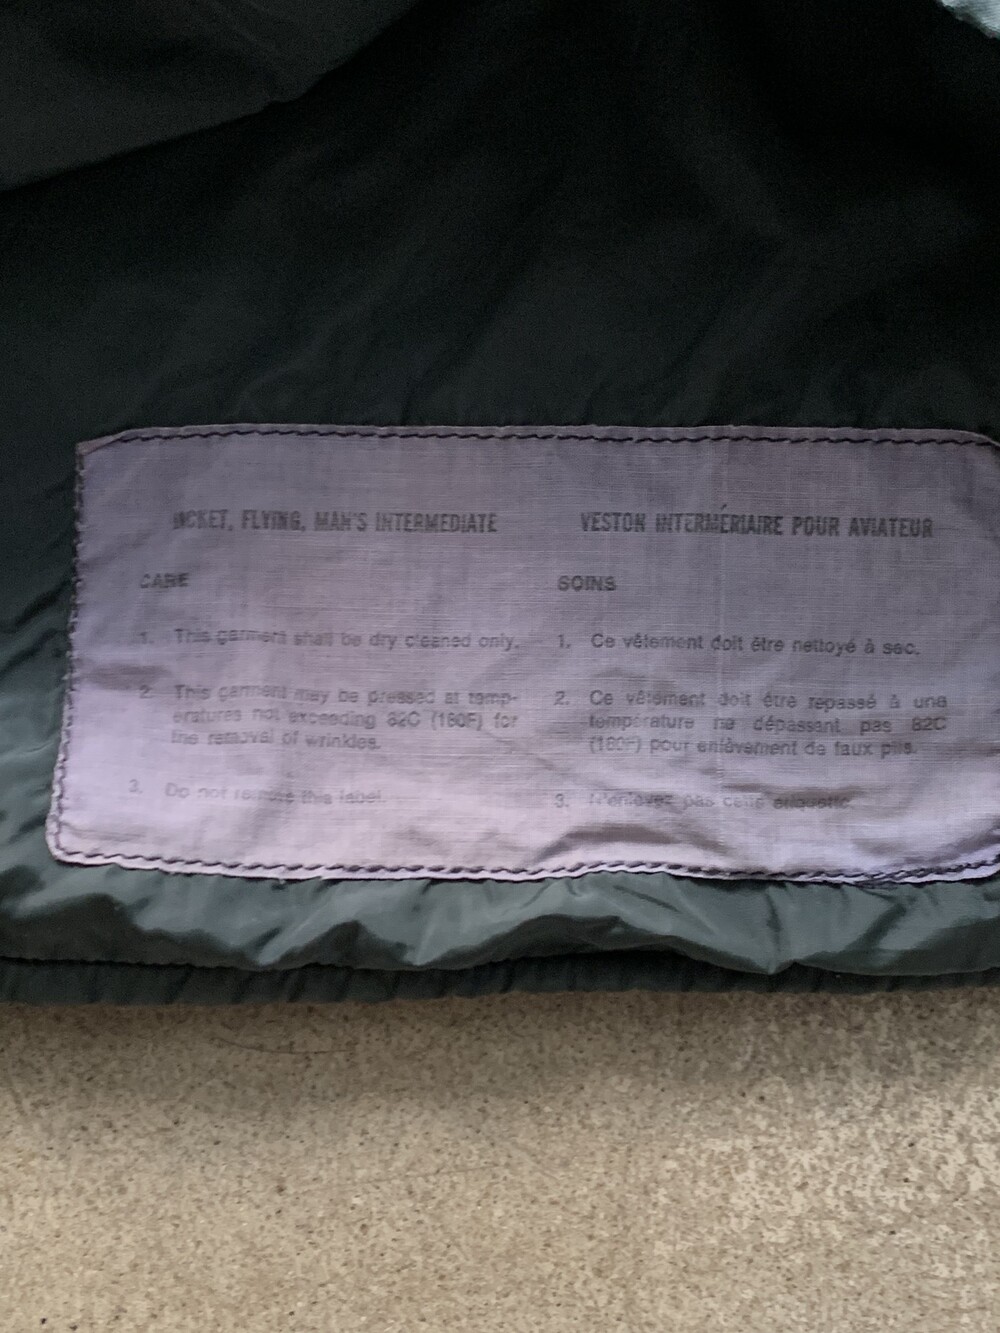 JACKET, FLYING, MAN'S INTERMEDIATE
CARE
1. This garment shall be dry cleaned only.
2. This garment may be pressed at temp-
eratures not exceeding 82C (180F) for
the removal of wrinkles.
3. Do not remove this label.
VESTON INTERMÉRIAIRE POUR AVIATEUR
SOINS
1. Ce vêtement doit être nettoyé à sec.
2. Ce vêtement doit être repassé à une
température ne dépassant pas 82C
(180F) pour enlèvement de faux plis.
3. N'enlevez pas cette étiquette.